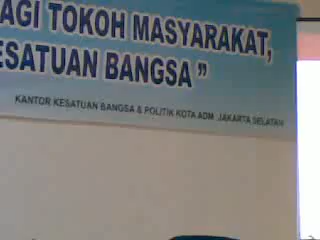 AGI TOKOH MASYARAKAT,
ESATUAN BANGSA "
KANTOR KESATUAN BANGSA & POLITIK KOTA ADM. JAKARTA SELATAN